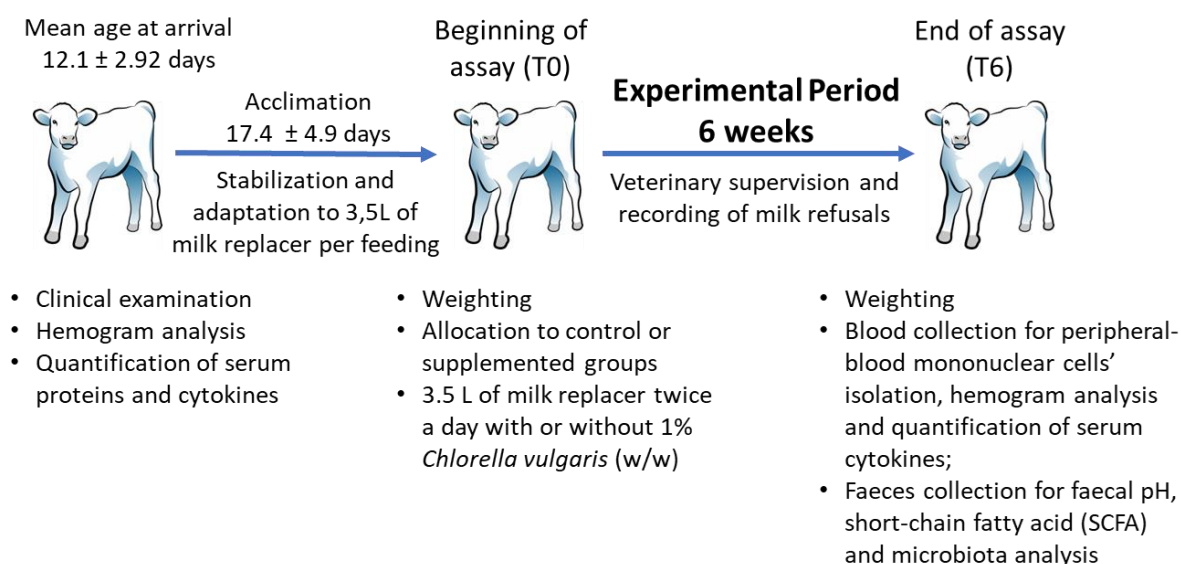 Mean age at arrival
12.1 ± 2.92 days
Acclimation
17.4 ± 4.9 days
Stabilization and
adaptation to 3,5L of
milk replacer per feeding
Beginning of
assay (T0)
Experimental Period
6 weeks
Veterinary supervision and
recording of milk refusals
End of assay
(T6)
• Clinical examination
• Hemogram analysis
• Quantification of serum
proteins and cytokines
• Weighting
• Allocation to control or
supplemented groups
• 3.5 L of milk replacer twice
a day with or without 1%
Chlorella vulgaris (w/w)
• Weighting
• Blood collection for peripheral-
blood mononuclear cells’
isolation, hemogram analysis
and quantification of serum
cytokines;
• Faeces collection for faecal pH,
short-chain fatty acid (SCFA)
and microbiota analysis